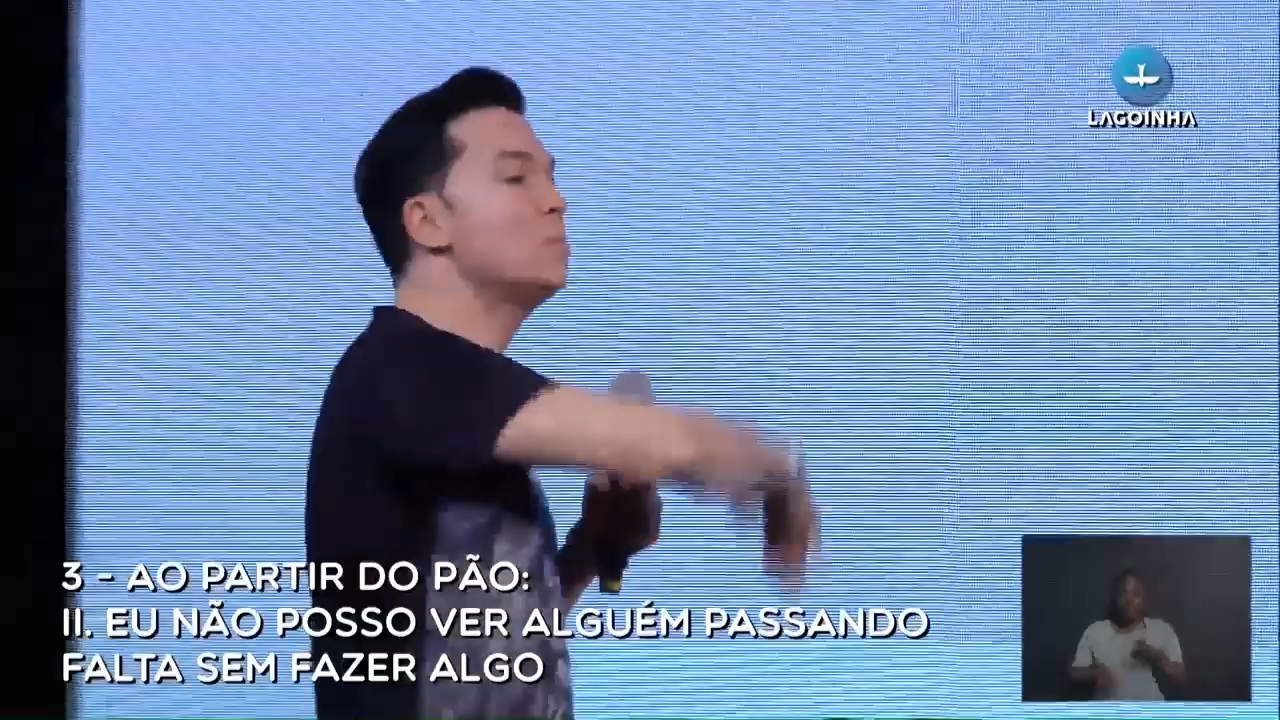 LAGOINHA
3 - AO PARTIR DO PÃO:
II. EU NÃO POSSO VER ALGUÉM PASSANDO
FALTA SEM FAZER ALGO